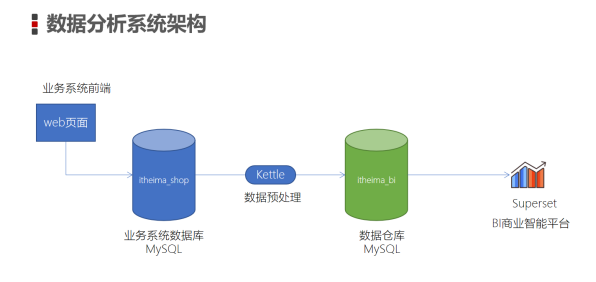 数据分析系统架构
业务系统前端
web页面
itheima_shop
Kettle
itheima_bi
数据预处理
Superset
业务系统数据库
MySQL
数据仓库
MySQL
BI商业智能平台